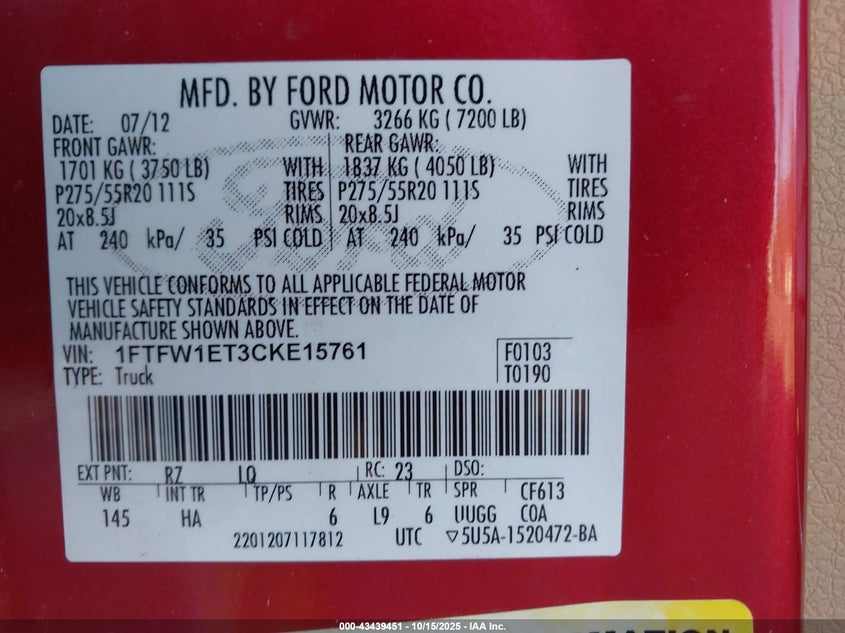 MFD. BY FORD MOTOR CO.
DATE: 07/12 GVWR: 3266 KG ( 7200 LB)
FRONT GAWR: REAR GAWR:
1701 KG ( 3750 LB) WITH 1837 KG ( 4050 LB) WITH
P275/55R20 111S TIRES P275/55R20 111S TIRES
20x8.5J RIMS 20x8.5J RIMS
AT 240 kPa/ 35 PSI COLD AT 240 kPa/ 35 PSI COLD
THIS VEHICLE CONFORMS TO ALL APPLICABLE FEDERAL MOTOR
VEHICLE SAFETY STANDARDS IN EFFECT ON THE DATE OF
MANUFACTURE SHOWN ABOVE.
VIN: 1FTFW1ET3CKE15761 F0103
TYPE: Truck T0190
EXT PNT: RZ LQ RC: 23 DSO:
WB INT TR TP/PS R AXLE TR SPR CF613
145 HA 6 L9 6 UUGG COA
2201207117812 UTC ▽5U5A-1520472-BA
000-43439451 - 10/15/2025 - IAA Inc.